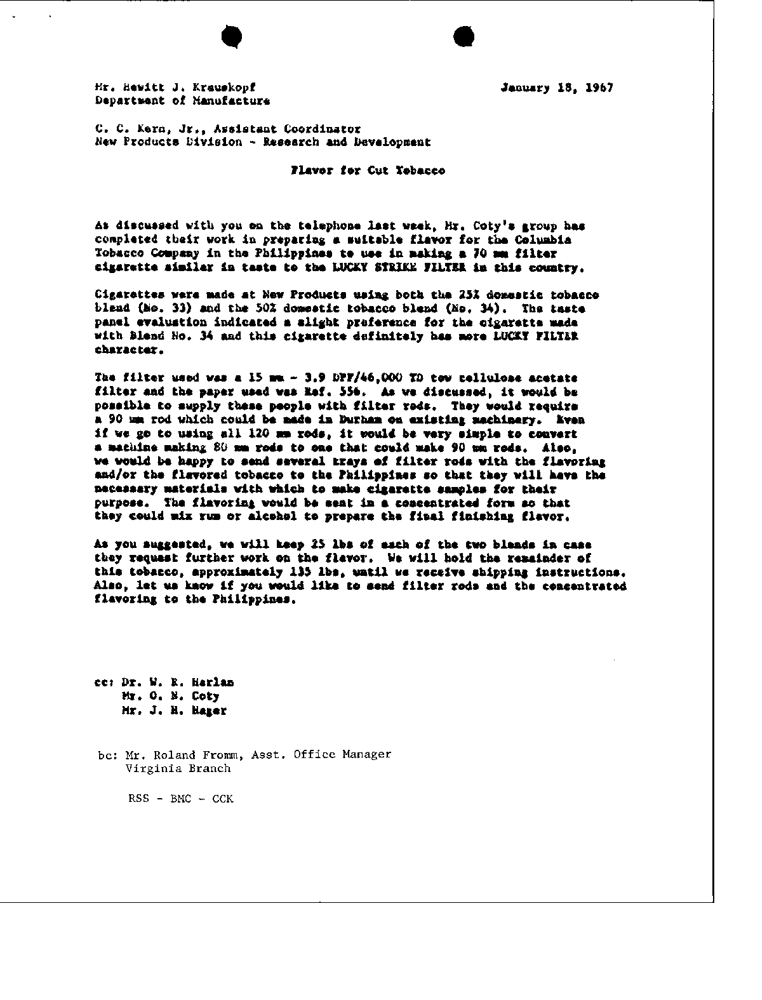 Mr. Hewitt J. Krauskopf January 18, 1967
Department of Manufacture
C. C. Kern, Jr., Assistant Coordinator
New Products Division - Research and Development
Flavor for Cut Tobacco
As discussed with you on the telephone last week, Mr. Coty's group has
completed their work in preparing a suitable flavor for the Columbia
Tobacco Company in the Philippines to use in making a 70 mm filter
cigarette similar in taste to the LUCKY STRIKE FILTER in this country.
Cigarettes were made at New Products using both the 25% domestic tobacco
blend (No. 33) and the 50% domestic tobacco blend (No. 34). The taste
panel evaluation indicated a slight preference for the cigarette made
with Blend No. 34 and this cigarette definitely has more LUCKY FILTER
character.
The filter used was a 15 mm - 3.9 DPF/46,000 TD tow cellulose acetate
filter and the paper used was Ref. 556. As we discussed, it would be
possible to supply these people with filter rods. They would require
a 90 mm rod which could be made in Durham on existing machinery. Even
if we go to using all 120 mm rods, it would be very simple to convert
a machine making 80 mm rods to one that could make 90 mm rods. Also,
we would be happy to send several trays of filter rods with the flavoring
and/or the flavored tobacco to the Philippines so that they will have the
necessary materials with which to make cigarette samples for their
purpose. The flavoring would be sent in a concentrated form so that
they could mix rum or alcohol to prepare the final finishing flavor.
As you suggested, we will keep 25 lbs of each of the two blends in case
they request further work on the flavor. We will hold the remainder of
this tobacco, approximately 135 lbs, until we receive shipping instructions.
Also, let us know if you would like to send filter rods and the concentrated
flavoring to the Philippines.
cc: Dr. W. R. Harlan
Mr. O. N. Coty
Mr. J. H. Hager
bc: Mr. Roland Fromm, Asst. Office Manager
Virginia Branch
RSS - BMC - CCK